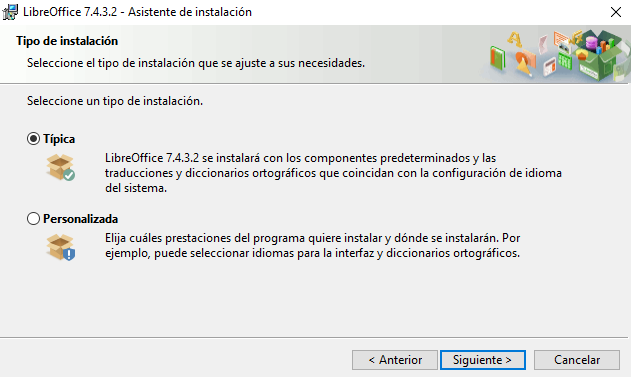 LibreOffice 7.4.3.2 - Asistente de instalación
Tipo de instalación
Seleccione el tipo de instalación que se ajuste a sus necesidades.
Seleccione un tipo de instalación.
Típica
LibreOffice 7.4.3.2 se instalará con los componentes predeterminados y las
traducciones y diccionarios ortográficos que coincidan con la configuración de idioma
del sistema.
Personalizada
Elija cuáles prestaciones del programa quiere instalar y dónde se instalarán. Por
ejemplo, puede seleccionar idiomas para la interfaz y diccionarios ortográficos.
< Anterior
Siguiente >
Cancelar